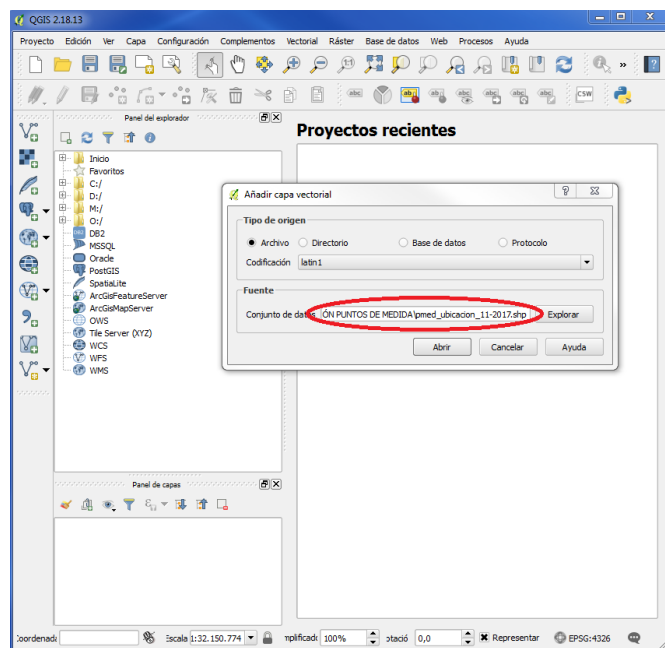 QGIS 2.18.13
Proyecto Edición Ver Capa Configuración Complementos Vectorial Ráster Base de datos Web Procesos Ayuda
Panel del explorador
Proyectos recientes
Inicio
Favoritos
C:/
D:/
M:/
O:/
DB2
MSSQL
Oracle
PostGIS
SpatiaLite
ArcGisFeatureServer
ArcGisMapServer
OWS
Tile Server (XYZ)
WCS
WFS
WMS
Añadir capa vectorial
Tipo de origen
Archivo Directorio Base de datos Protocolo
Codificación latin1
Fuente
Conjunto de datos ÓN PUNTOS DE MEDIDA\pmed_ubicacion_11-2017.shp Explorar
Abrir Cancelar Ayuda
Panel de capas
Escala 1:32.150.774 100% otació 0,0 Representar EPSG:4326